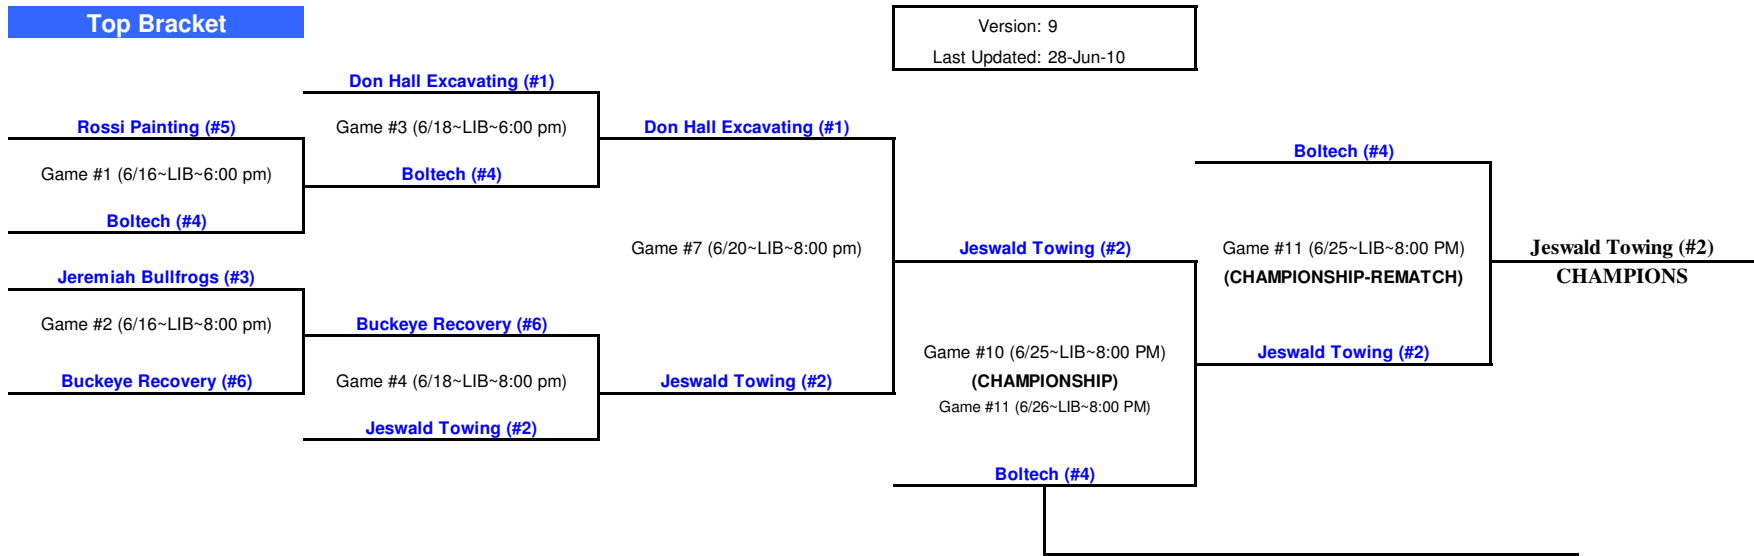 Top Bracket
Version: 9
Last Updated: 28-Jun-10
Don Hall Excavating (#1)
Rossi Painting (#5)
Game #3 (6/18~LIB~6:00 pm)
Don Hall Excavating (#1)
Boltech (#4)
Game #1 (6/16~LIB~6:00 pm)
Boltech (#4)
Boltech (#4)
Game #7 (6/20~LIB~8:00 pm)
Jeswald Towing (#2)
Game #11 (6/25~LIB~8:00 PM)
Jeswald Towing (#2)
Jeremiah Bullfrogs (#3)
(CHAMPIONSHIP-REMATCH)
CHAMPIONS
Game #2 (6/16~LIB~8:00 pm)
Buckeye Recovery (#6)
Game #10 (6/25~LIB~8:00 PM)
Jeswald Towing (#2)
Buckeye Recovery (#6)
Game #4 (6/18~LIB~8:00 pm)
Jeswald Towing (#2)
(CHAMPIONSHIP)
Game #11 (6/26~LIB~8:00 PM)
Jeswald Towing (#2)
Boltech (#4)